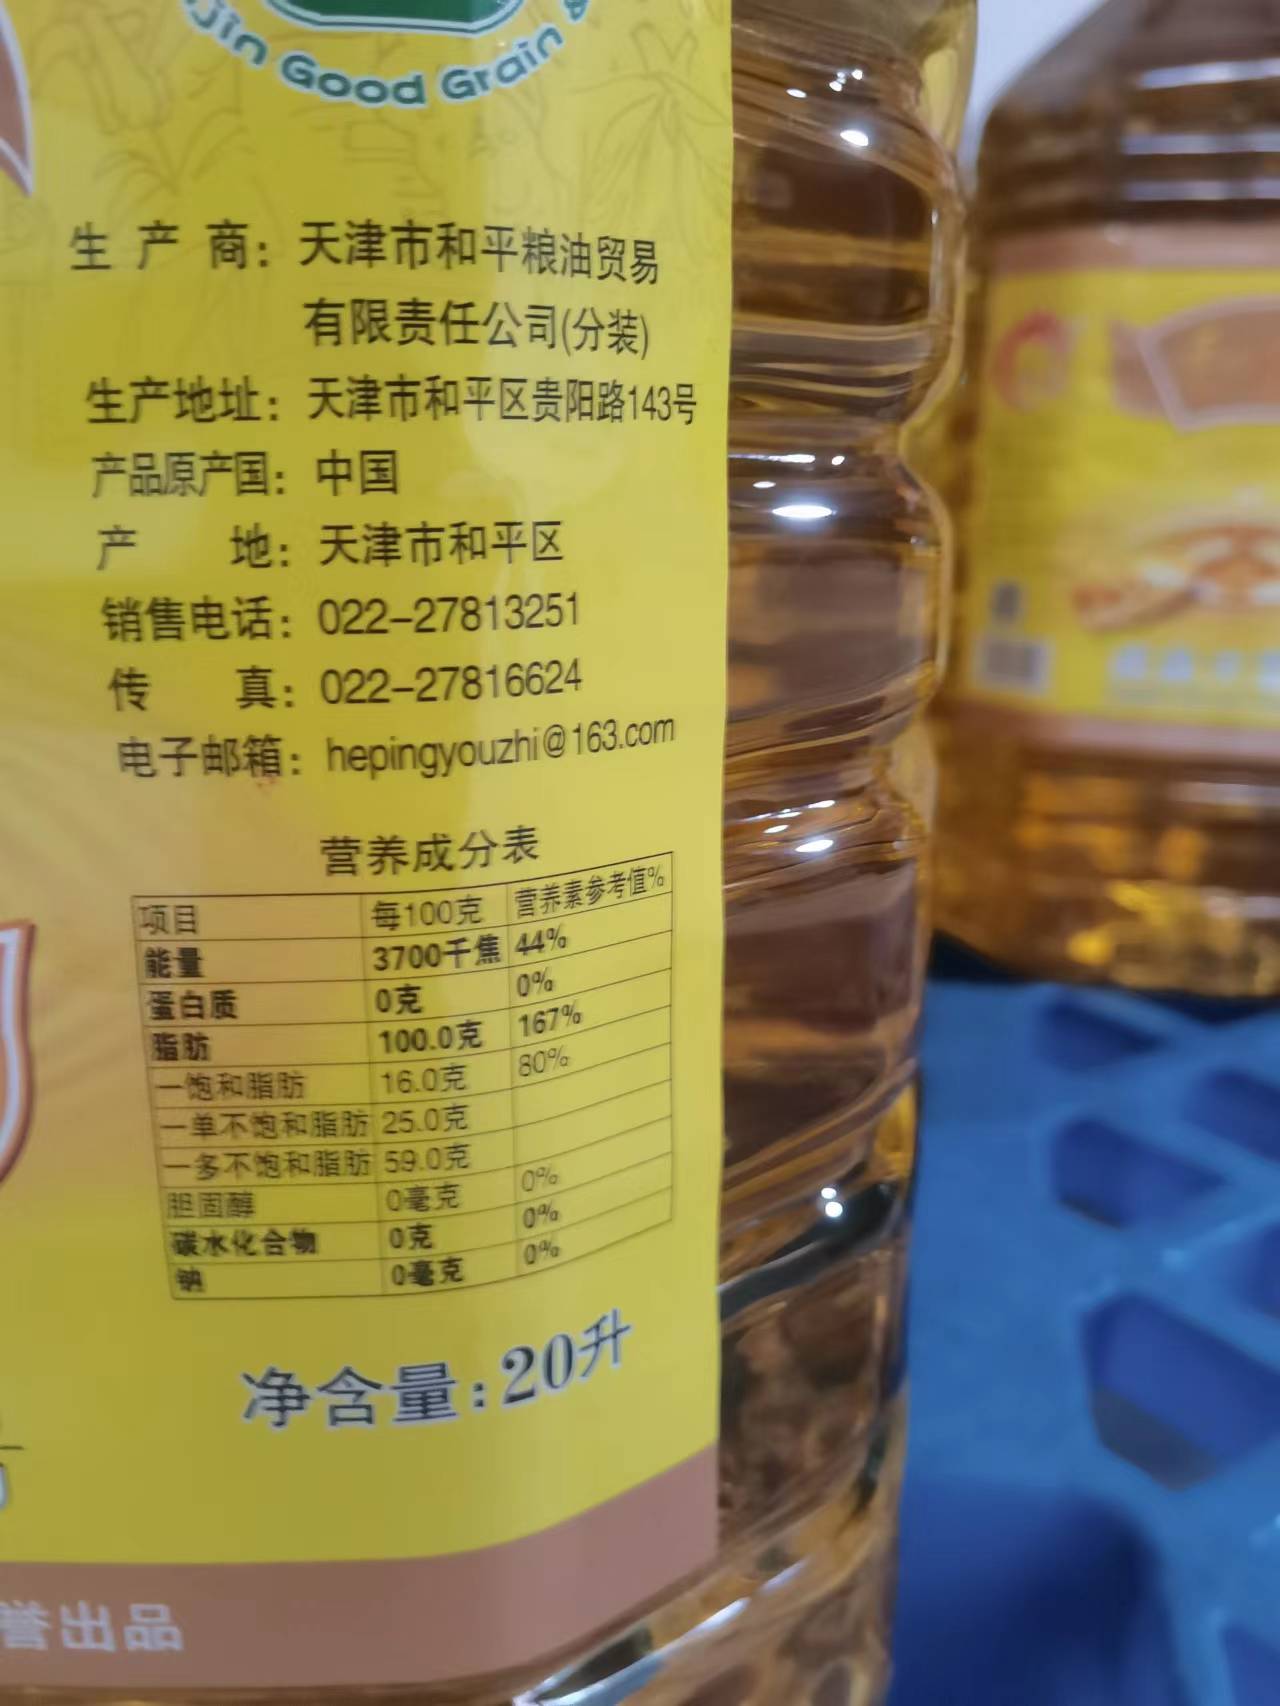 jin Good Grain &
生产商：天津市和平粮油贸易
有限责任公司(分装)
生产地址：天津市和平区贵阳路143号
产品原产国：中国
产地：天津市和平区
销售电话：022-27813251
传真：022-27816624
电子邮箱：hepingyouzhi@163.com
营养成分表
项目 每100克 营养素参考值%
能量 3700千焦 44%
蛋白质 0克 0%
脂肪 100.0克 167%
—饱和脂肪 16.0克 80%
—单不饱和脂肪 25.0克
—多不饱和脂肪 59.0克
胆固醇 0毫克 0%
碳水化合物 0克 0%
钠 0毫克 0%
净含量：20升
誉出品